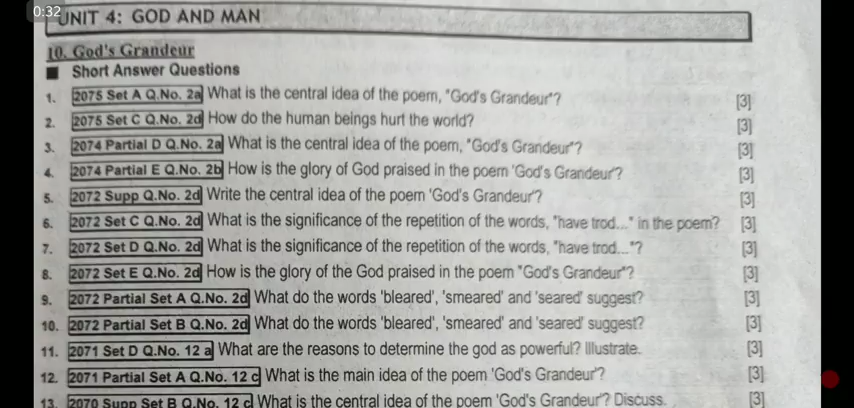 0:32
UNIT 4: GOD AND MAN
10. God's Grandeur
■ Short Answer Questions
1. 2075 Set A Q.No. 2a What is the central idea of the poem, "God's Grandeur"? [3]
2. 2075 Set C Q.No. 2d How do the human beings hurt the world? [3]
3. 2074 Partial D Q.No. 2a What is the central idea of the poem, "God's Grandeur"? [3]
4. 2074 Partial E Q.No. 2b How is the glory of God praised in the poem 'God's Grandeur'? [3]
5. 2072 Supp Q.No. 2d Write the central idea of the poem 'God's Grandeur'? [3]
6. 2072 Set C Q.No. 2d What is the significance of the repetition of the words, "have trod..." in the poem? [3]
7. 2072 Set D Q.No. 2d What is the significance of the repetition of the words, "have trod..."? [3]
8. 2072 Set E Q.No. 2d How is the glory of the God praised in the poem "God's Grandeur"? [3]
9. 2072 Partial Set A Q.No. 2d What do the words 'bleared', 'smeared' and 'seared' suggest? [3]
10. 2072 Partial Set B Q.No. 2d What do the words 'bleared', 'smeared' and 'seared' suggest? [3]
11. 2071 Set D Q.No. 12 a What are the reasons to determine the god as powerful? Illustrate. [3]
12. 2071 Partial Set A Q.No. 12 c What is the main idea of the poem 'God's Grandeur'? [3]
13. 2070 Supp Set B Q.No. 12 c What is the central idea of the poem 'God's Grandeur'? Discuss. [3]